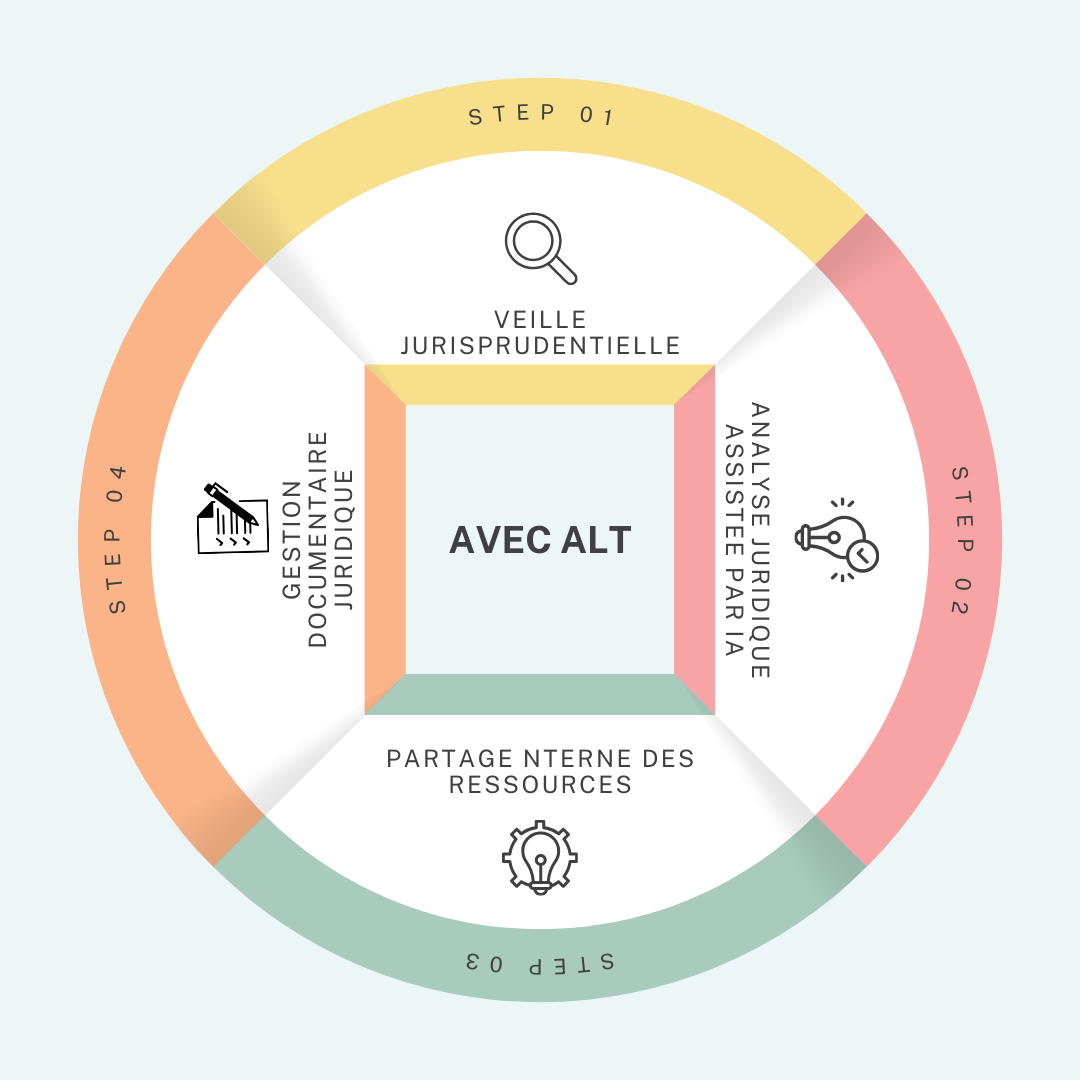 STEP 01
VEILLE
JURISPRUDENTIELLE
STEP 02
ANALYSE JURIDIQUE
ASSISTEE PAR IA
AVEC ALT
PARTAGE NTERNE DES
RESSOURCES
STEP 03
STEP 04
GESTION
DOCUMENTAIRE
JURIDIQUE